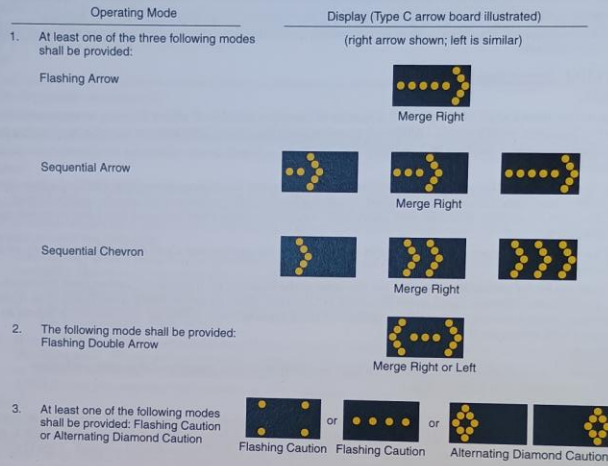 Operating Mode
Display (Type C arrow board illustrated)
1. At least one of the three following modes
shall be provided:
(right arrow shown; left is similar)
Flashing Arrow
Merge Right
Sequential Arrow
Merge Right
Sequential Chevron
Merge Right
2. The following mode shall be provided:
Flashing Double Arrow
Merge Right or Left
3. At least one of the following modes
shall be provided: Flashing Caution
or Alternating Diamond Caution
or
or
Flashing Caution
Flashing Caution
Alternating Diamond Caution